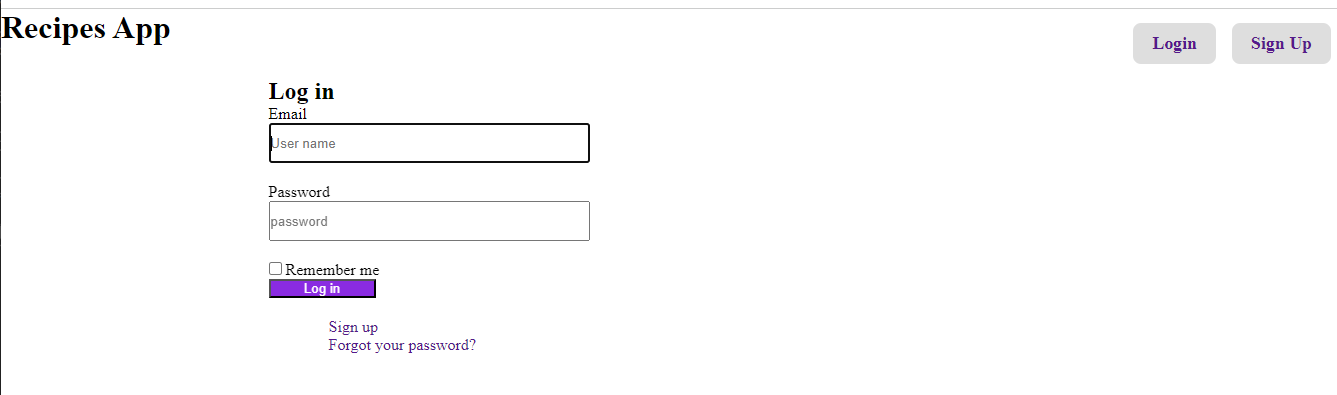 Recipes App
Login Sign Up
Log in
Email
User name
Password
password
Remember me
Log in
Sign up
Forgot your password?